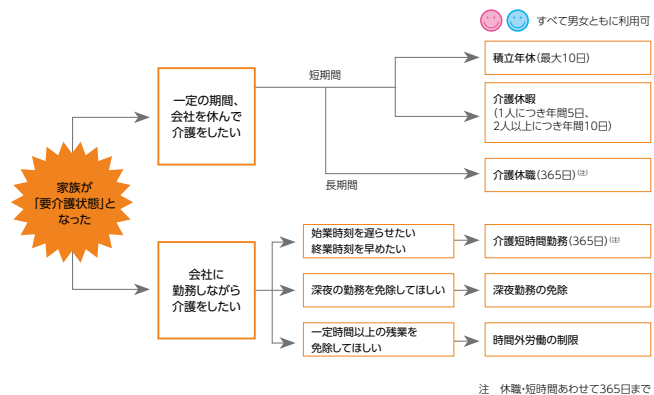 すべて男女ともに利用可
家族が
「要介護状態」と
なった
一定の期間、
会社を休んで
介護をしたい
短期間
長期間
積立年休（最大10日）
介護休暇
（1人につき年間5日、
2人以上につき年間10日）
介護休職（365日）(注)
会社に
勤務しながら
介護をしたい
始業時刻を遅らせたい
終業時刻を早めたい
介護短時間勤務（365日）(注)
深夜の勤務を免除してほしい
深夜勤務の免除
一定時間以上の残業を
免除してほしい
時間外労働の制限
注　休職・短時間あわせて365日まで